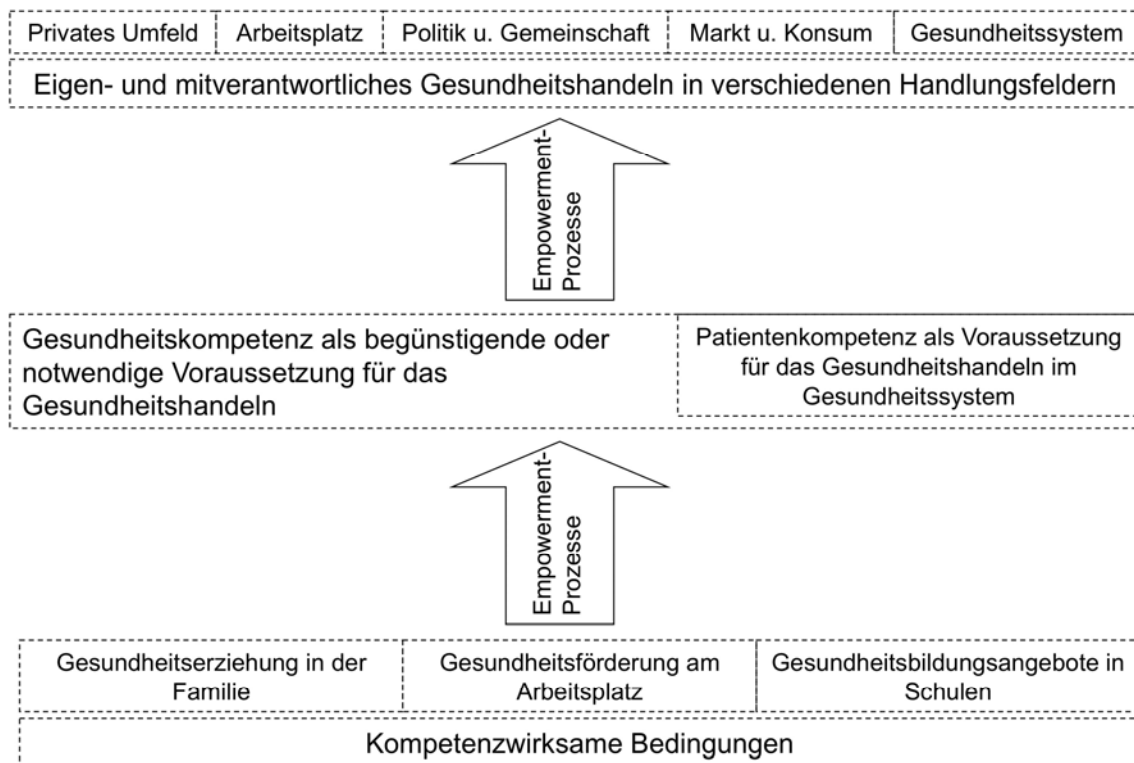 Privates Umfeld
Arbeitsplatz
Politik u. Gemeinschaft
Markt u. Konsum
Gesundheitssystem
Eigen- und mitverantwortliches Gesundheitshandeln in verschiedenen Handlungsfeldern
Empowerment-
Prozesse
Gesundheitskompetenz als begünstigende oder
notwendige Voraussetzung für das
Gesundheitshandeln
Patientenkompetenz als Voraussetzung
für das Gesundheitshandeln im
Gesundheitssystem
Empowerment-
Prozesse
Gesundheitserziehung in der
Familie
Gesundheitsförderung am
Arbeitsplatz
Gesundheitsbildungsangebote in
Schulen
Kompetenzwirksame Bedingungen